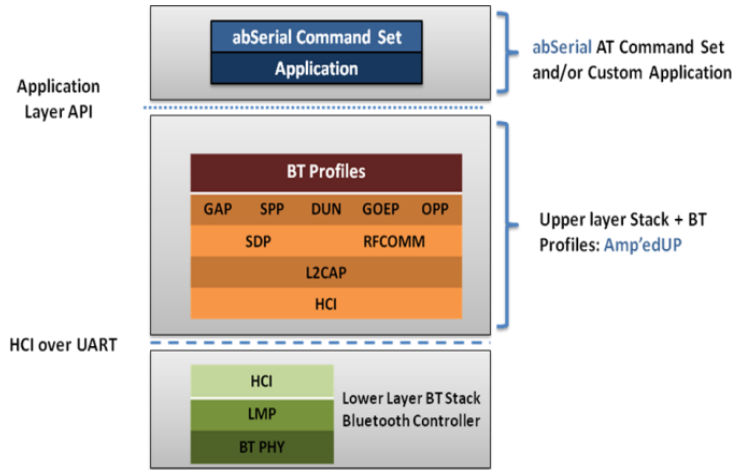 abSerial Command Set
Application
abSerial AT Command Set
and/or Custom Application
Application
Layer API
BT Profiles
GAP SPP DUN GOEP OPP
SDP RFCOMM
L2CAP
HCI
Upper layer Stack + BT
Profiles: Amp'edUP
HCI over UART
HCI
LMP
BT PHY
Lower Layer BT Stack
Bluetooth Controller